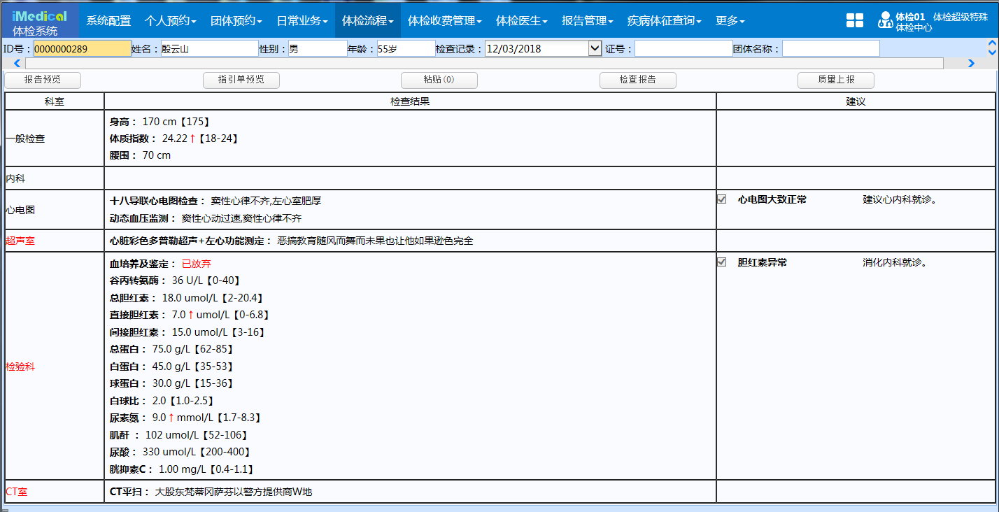 iMedical
体检系统
系统配置 个人预约 团体预约 日常业务 体检流程 体检收费管理 体检医生 报告管理 疾病体征查询 更多
体检01 体检超级特殊
体检中心
ID号：0000000289 姓名：殷云山 性别：男 年龄：55岁 检查记录：12/03/2018 证号： 团体名称：
报告预览 指引单预览 粘贴(0) 检查报告 质量上报
科室 检查结果 建议
一般检查
身高： 170 cm【175】
体质指数： 24.22↑【18-24】
腰围： 70 cm
内科
心电图
十八导联心电图检查： 窦性心律不齐,左心室肥厚
动态血压监测： 窦性心动过速,窦性心律不齐
心电图大致正常 建议心内科就诊。
超声室
心脏彩色多普勒超声+左心功能测定： 恶搞教育随风而舞而未果也让他如果逊色完全
检验科
血培养及鉴定： 已放弃
谷丙转氨酶： 36 U/L【0-40】
总胆红素： 18.0 umol/L【2-20.4】
直接胆红素： 7.0↑umol/L【0-6.8】
间接胆红素： 15.0 umol/L【3-16】
总蛋白： 75.0 g/L【62-85】
白蛋白： 45.0 g/L【35-53】
球蛋白： 30.0 g/L【15-36】
白球比： 2.0【1.0-2.5】
尿素氮： 9.0↑mmol/L【1.7-8.3】
肌酐 ： 102 umol/L【52-106】
尿酸： 330 umol/L【200-400】
胱抑素C： 1.00 mg/L【0.4-1.1】
胆红素异常 消化内科就诊。
CT室
CT平扫： 大股东梵蒂冈萨芬以警方提供商W地